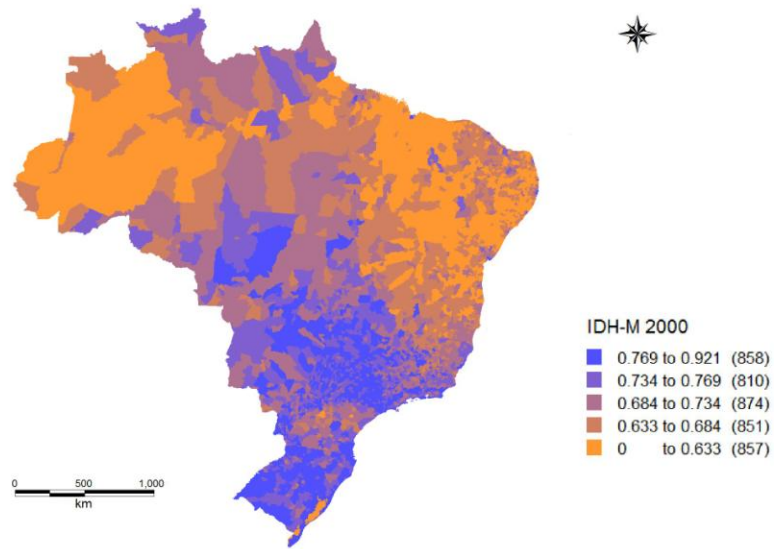 IDH-M 2000
0.769 to 0.921 (858)
0.734 to 0.769 (810)
0.684 to 0.734 (874)
0.633 to 0.684 (851)
0 to 0.633 (857)
0 500 1,000
km